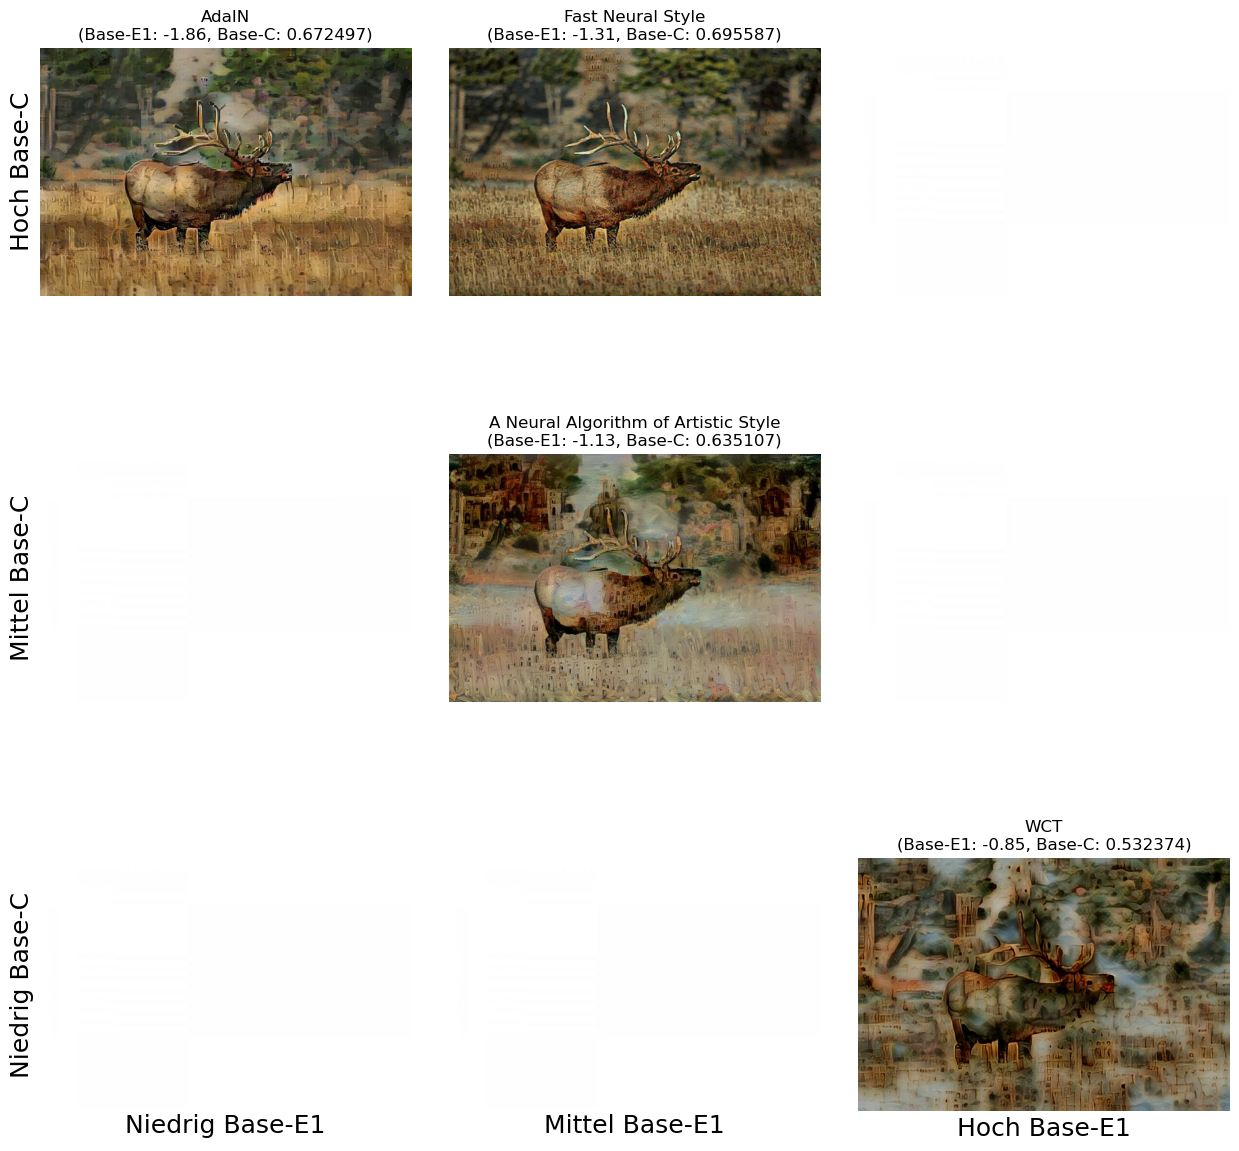 AdaIN
(Base-E1: -1.86, Base-C: 0.672497)
Fast Neural Style
(Base-E1: -1.31, Base-C: 0.695587)
Hoch Base-C
A Neural Algorithm of Artistic Style
(Base-E1: -1.13, Base-C: 0.635107)
Mittel Base-C
WCT
(Base-E1: -0.85, Base-C: 0.532374)
Niedrig Base-C
Niedrig Base-E1
Mittel Base-E1
Hoch Base-E1